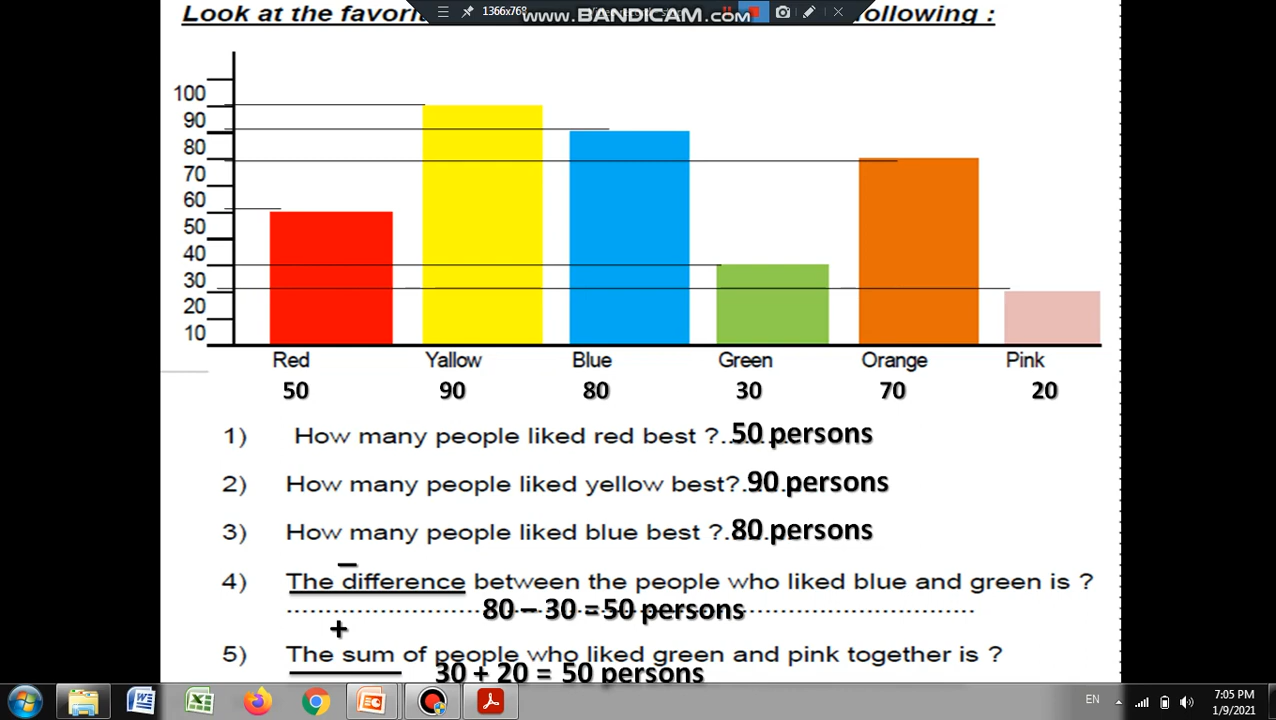 Look at the favori
1366x768
www.BANDICAM.com
ollowing :
100
90
80
70
60
50
40
30
20
10
Red Yallow Blue Green Orange Pink
50 90 80 30 70 20
1) How many people liked red best ?..50 persons
2) How many people liked yellow best?.90 persons
3) How many people liked blue best ?.80 persons
–
4) The difference between the people who liked blue and green is ?
80 – 30 = 50 persons
+
5) The sum of people who liked green and pink together is ?
30 + 20 = 50 persons
EN
7:05 PM
1/9/2021